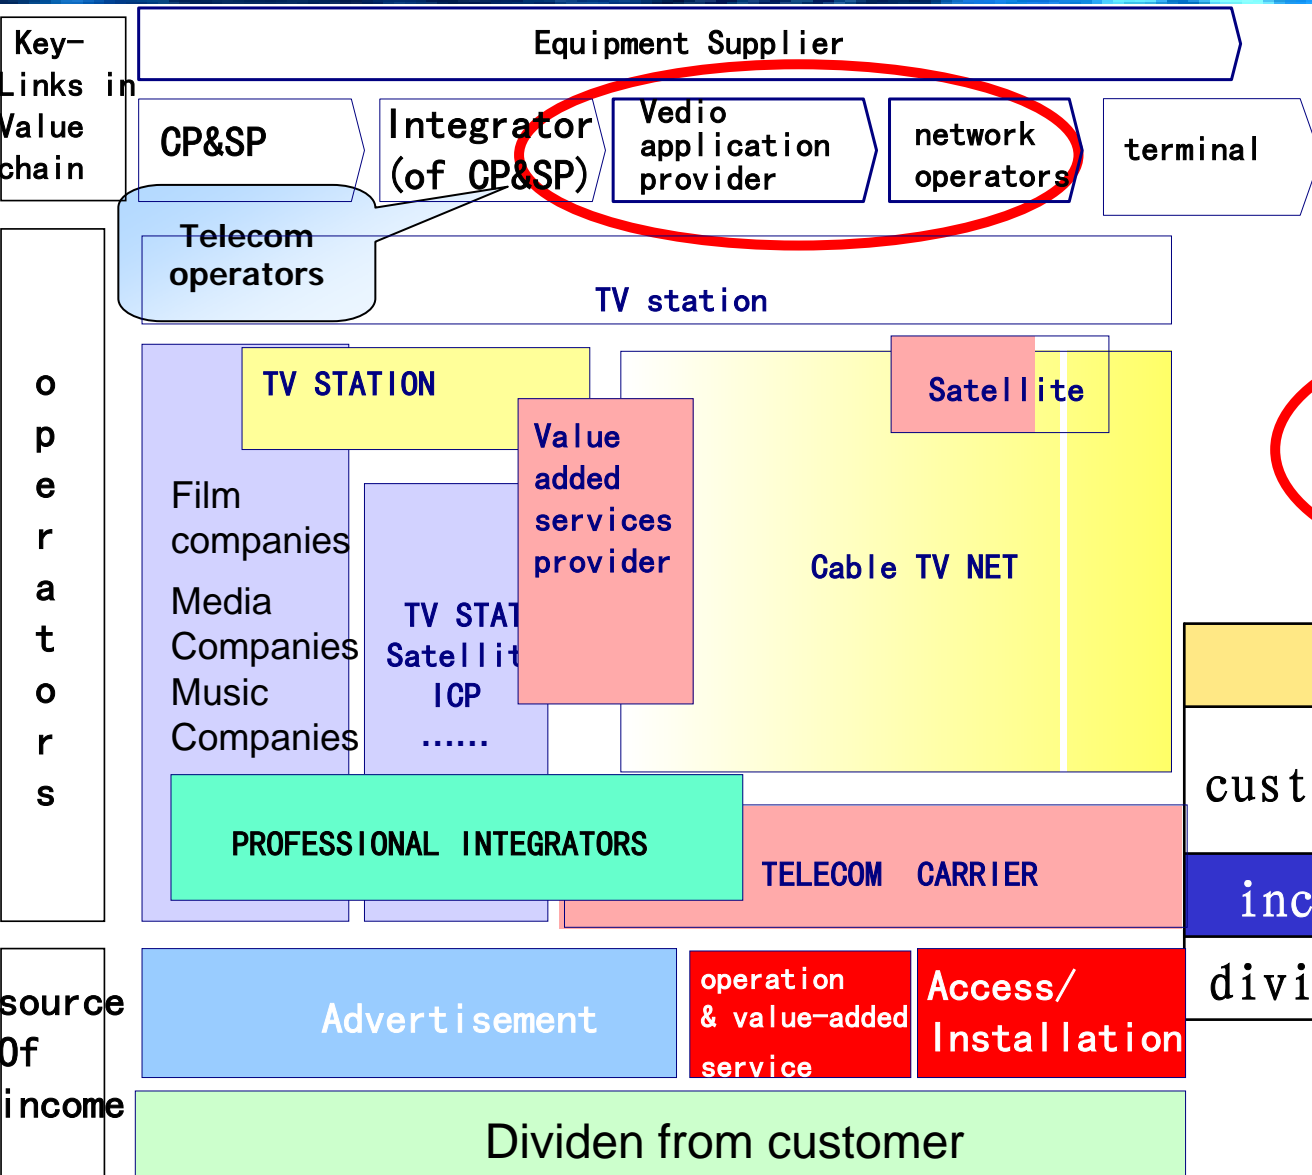 Key-
Links in
Value
chain
Equipment Supplier
CP&SP
Integrator
(of CP&SP)
Vedio
application
provider
network
operators
terminal
Telecom
operators
TV station
o
p
e
r
a
t
o
r
s
TV STATION
Satellite
Value
added
services
provider
Film
companies
Media
Companies
Music
Companies
TV STAT
Satellit
ICP
......
Cable TV NET
PROFESSIONAL INTEGRATORS
TELECOM CARRIER
cust
inc
divi
source
Of
income
Advertisement
operation
& value-added
service
Access/
Installation
Dividen from customer